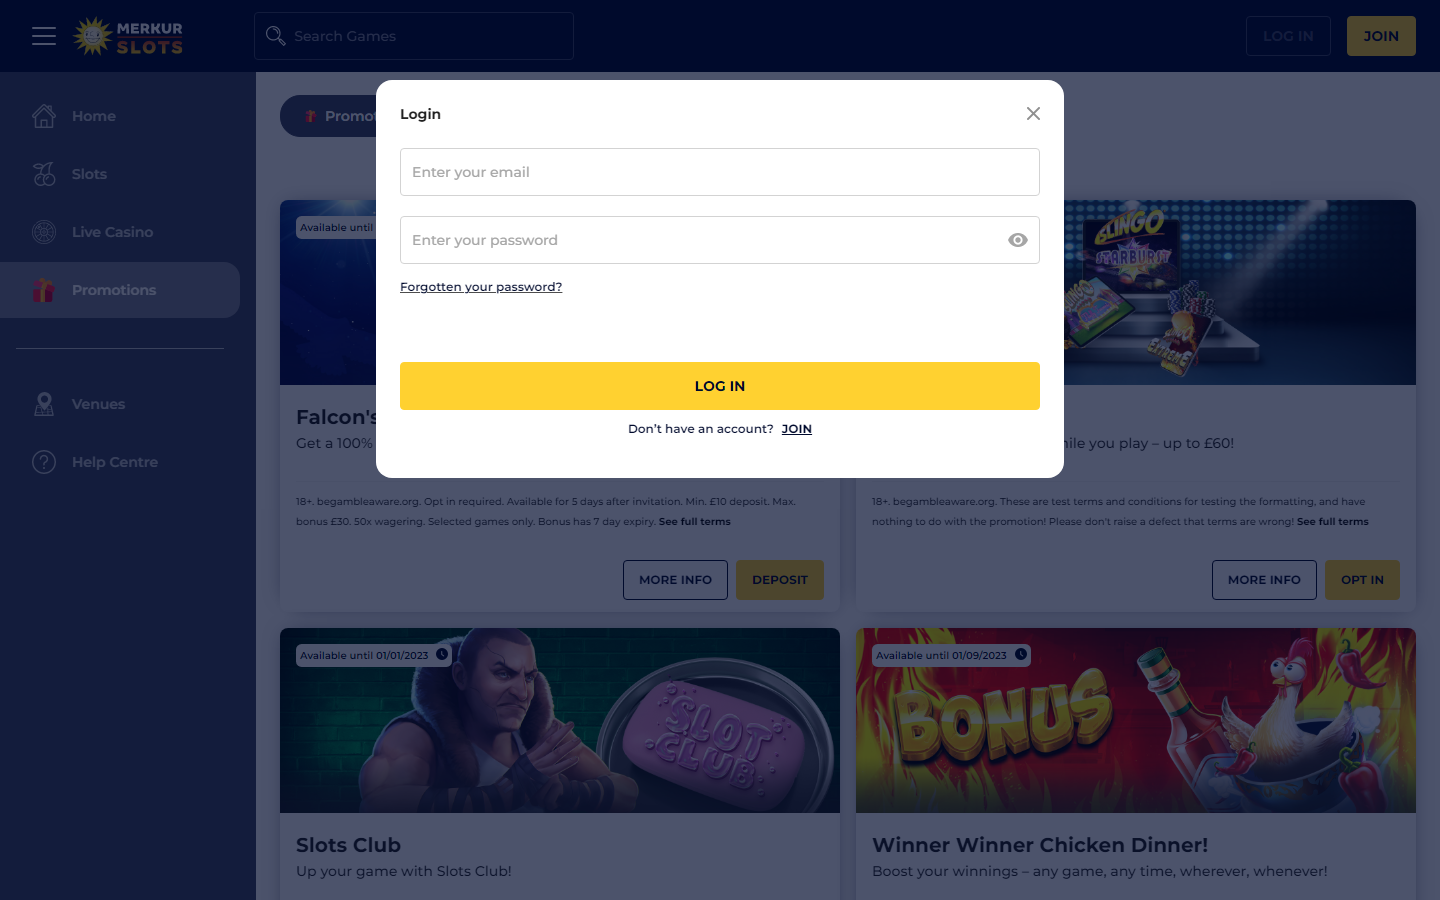 MERKUR
SLOTS
Search Games
LOG IN
JOIN
Home
Slots
Live Casino
Promotions
Venues
Help Centre
Login
Enter your email
Enter your password
Forgotten your password?
LOG IN
Don't have an account? JOIN
Available until
Falcon's
Get a 100%
18+. begambleaware.org. Opt in required. Available for 5 days after invitation. Min. £10 deposit. Max.
bonus £30. 50x wagering. Selected games only. Bonus has 7 day expiry. See full terms
MORE INFO
DEPOSIT
SLINGO
STARBURST
SLINGO
EXTREME
you play – up to £60!
18+. begambleaware.org. These are test terms and conditions for testing the formatting, and have
nothing to do with the promotion! Please don't raise a defect that terms are wrong! See full terms
MORE INFO
OPT IN
Available until 01/01/2023
SLOT
CLUB
Slots Club
Up your game with Slots Club!
Available until 01/09/2023
BONUS
Winner Winner Chicken Dinner!
Boost your winnings – any game, any time, wherever, whenever!